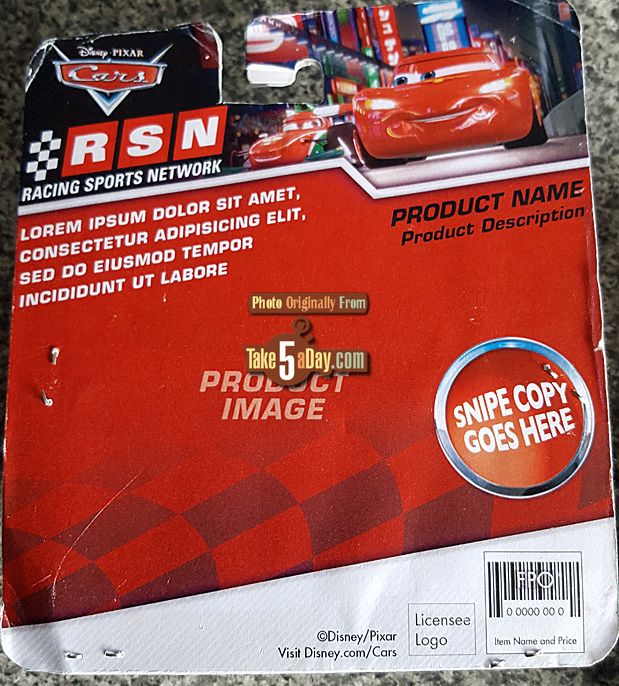 Disney · PIXAR
Cars
RSN
RACING SPORTS NETWORK
LOREM IPSUM DOLOR SIT AMET,
CONSECTETUR ADIPISICING ELIT,
SED DO EIUSMOD TEMPOR
INCIDIDUNT UT LABORE
PRODUCT NAME
Product Description
Photo Originally From
Take5aDay.com
PRODUCT
IMAGE
SNIPE COPY
GOES HERE
©Disney/Pixar
Visit Disney.com/Cars
Licensee
Logo
FPO
0 0000 00 0
Item Name and Price